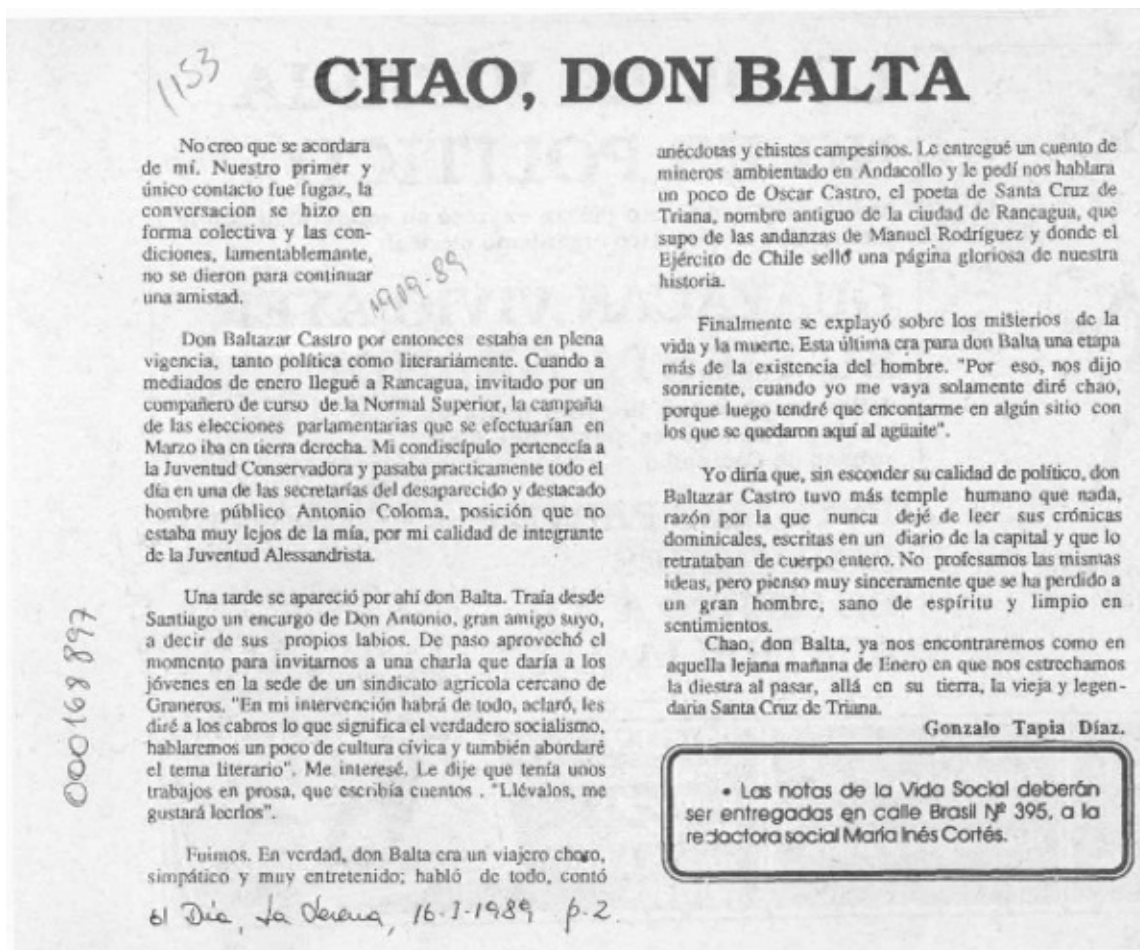 1153
CHAO, DON BALTA
No creo que se acordara
de mí. Nuestro primer y
único contacto fue fugaz, la
conversacion se hizo en
forma colectiva y las con-
diciones, lamentablemante,
no se dieron para continuar
una amistad.
1909-89
Don Baltazar Castro por entonces estaba en plena
vigencia, tanto política como literariámente. Cuando a
mediados de enero llegué a Rancagua, invitado por un
compañero de curso de la Normal Superior, la campaña
de las elecciones parlamentarias que se efectuarían en
Marzo iba en tierra derecha. Mi condiscípulo pertenecía a
la Juventud Conservadora y pasaba practicamente todo el
día en una de las secretarías del desaparecido y destacado
hombre público Antonio Coloma, posición que no
estaba muy lejos de la mía, por mi calidad de integrante
de la Juventud Alessandrista.
Una tarde se apareció por ahí don Balta. Traía desde
Santiago un encargo de Don Antonio, gran amigo suyo,
a decir de sus propios labios. De paso aprovechó el
momento para invitarnos a una charla que daría a los
jóvenes en la sede de un sindicato agrícola cercano de
Graneros. "En mi intervención habrá de todo, aclaró, les
diré a los cabros lo que significa el verdadero socialismo,
hablaremos un poco de cultura cívica y también abordaré
el tema literario". Me interesé. Le dije que tenía unos
trabajos en prosa, que escribía cuentos . "Llévalos, me
gustará leerlos".
Fuimos. En verdad, don Balta era un viajero choro,
simpático y muy entretenido; habló de todo, contó
anécdotas y chistes campesinos. Le entregué un cuento de
mineros ambientado en Andacollo y le pedí nos hablara
un poco de Oscar Castro, el poeta de Santa Cruz de
Triana, nombre antiguo de la ciudad de Rancagua, que
supo de las andanzas de Manuel Rodríguez y donde el
Ejército de Chile selló una página gloriosa de nuestra
historia.
Finalmente se explayó sobre los misterios de la
vida y la muerte. Esta última era para don Balta una etapa
más de la existencia del hombre. "Por eso, nos dijo
sonriente, cuando yo me vaya solamente diré chao,
porque luego tendré que encontarme en algún sitio con
los que se quedaron aquí al agüaite".
Yo diría que, sin esconder su calidad de político, don
Baltazar Castro tuvo más temple humano que nada,
razón por la que nunca dejé de leer sus crónicas
dominicales, escritas en un diario de la capital y que lo
retrataban de cuerpo entero. No profesamos las mismas
ideas, pero pienso muy sinceramente que se ha perdido a
un gran hombre, sano de espíritu y limpio en
sentimientos.
Chao, don Balta, ya nos encontraremos como en
aquella lejana mañana de Enero en que nos estrechamos
la diestra al pasar, allá en su tierra, la vieja y legen-
daria Santa Cruz de Triana.
Gonzalo Tapia Díaz.
• Las notas de la Vida Social deberán
ser entregadas en calle Brasil Nº 395, a la
redactora social María Inés Cortés.
000168897
El Día, La Serena, 16-I-1989 p.2.